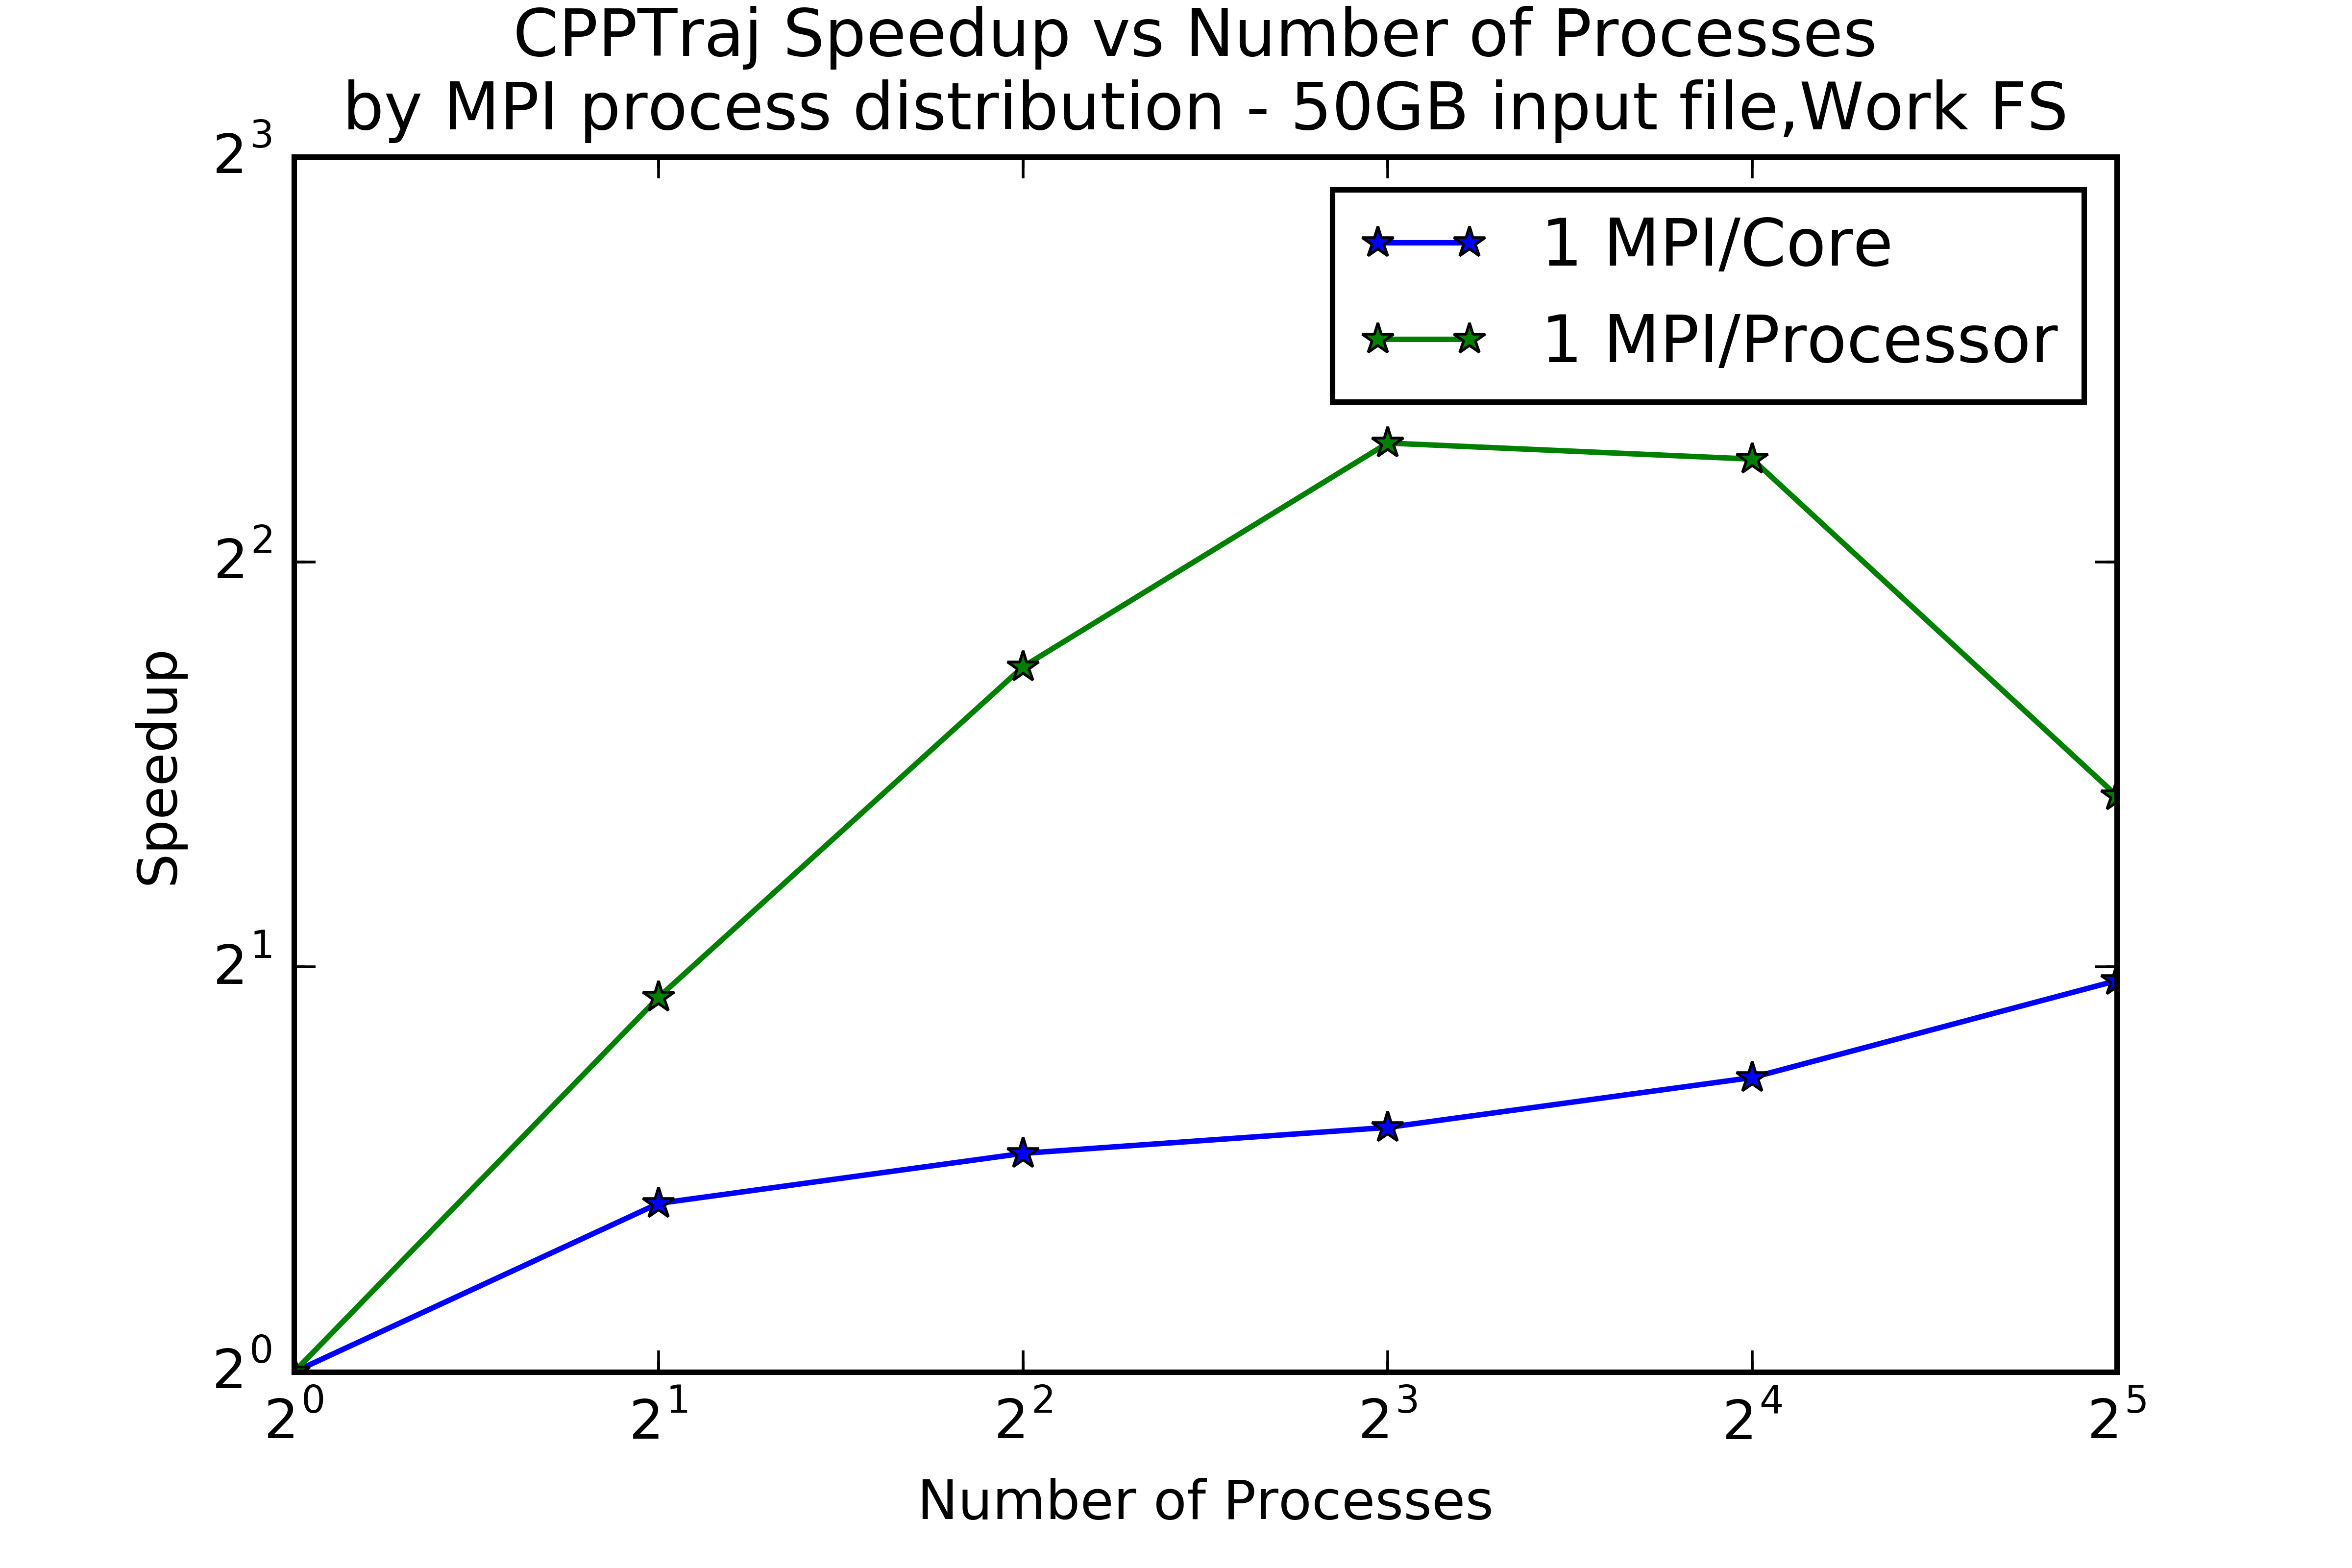 CPPTraj Speedup vs Number of Processes
by MPI process distribution - 50GB input file,Work FS
1 MPI/Core
1 MPI/Processor
2^3
2^2
2^1
2^0
Speedup
2^0 2^1 2^2 2^3 2^4 2^5
Number of Processes